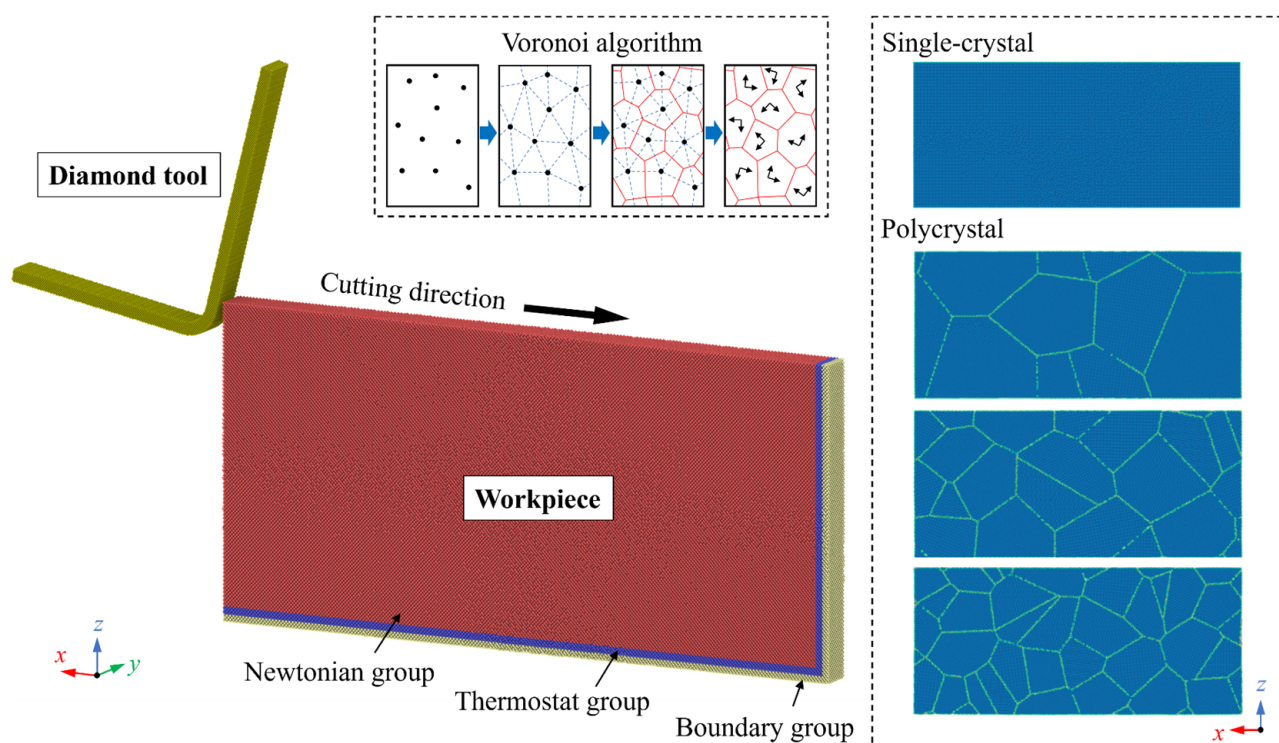 Voronoi algorithm
Diamond tool
Cutting direction
Workpiece
Newtonian group
Thermostat group
Boundary group
z
x
y
Single-crystal
Polycrystal
z
x